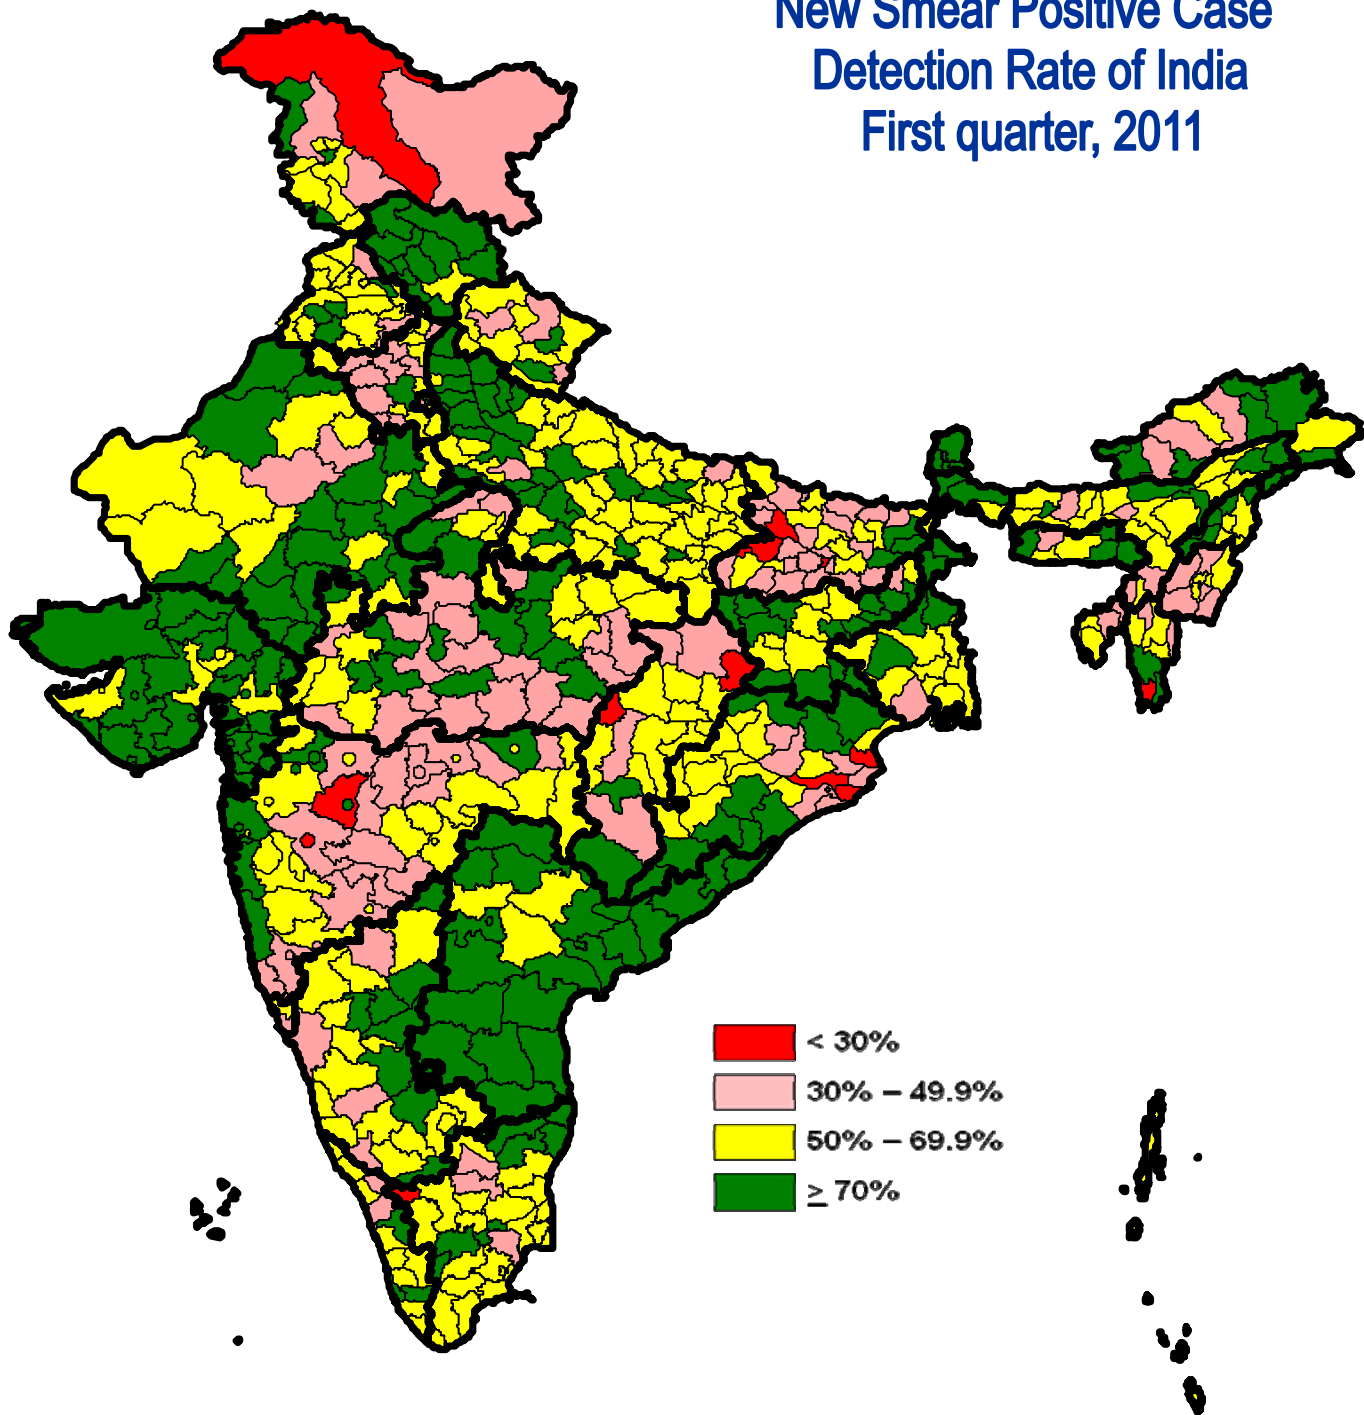 New Smear Positive Case
Detection Rate of India
First quarter, 2011
< 30%
30% – 49.9%
50% – 69.9%
≥ 70%